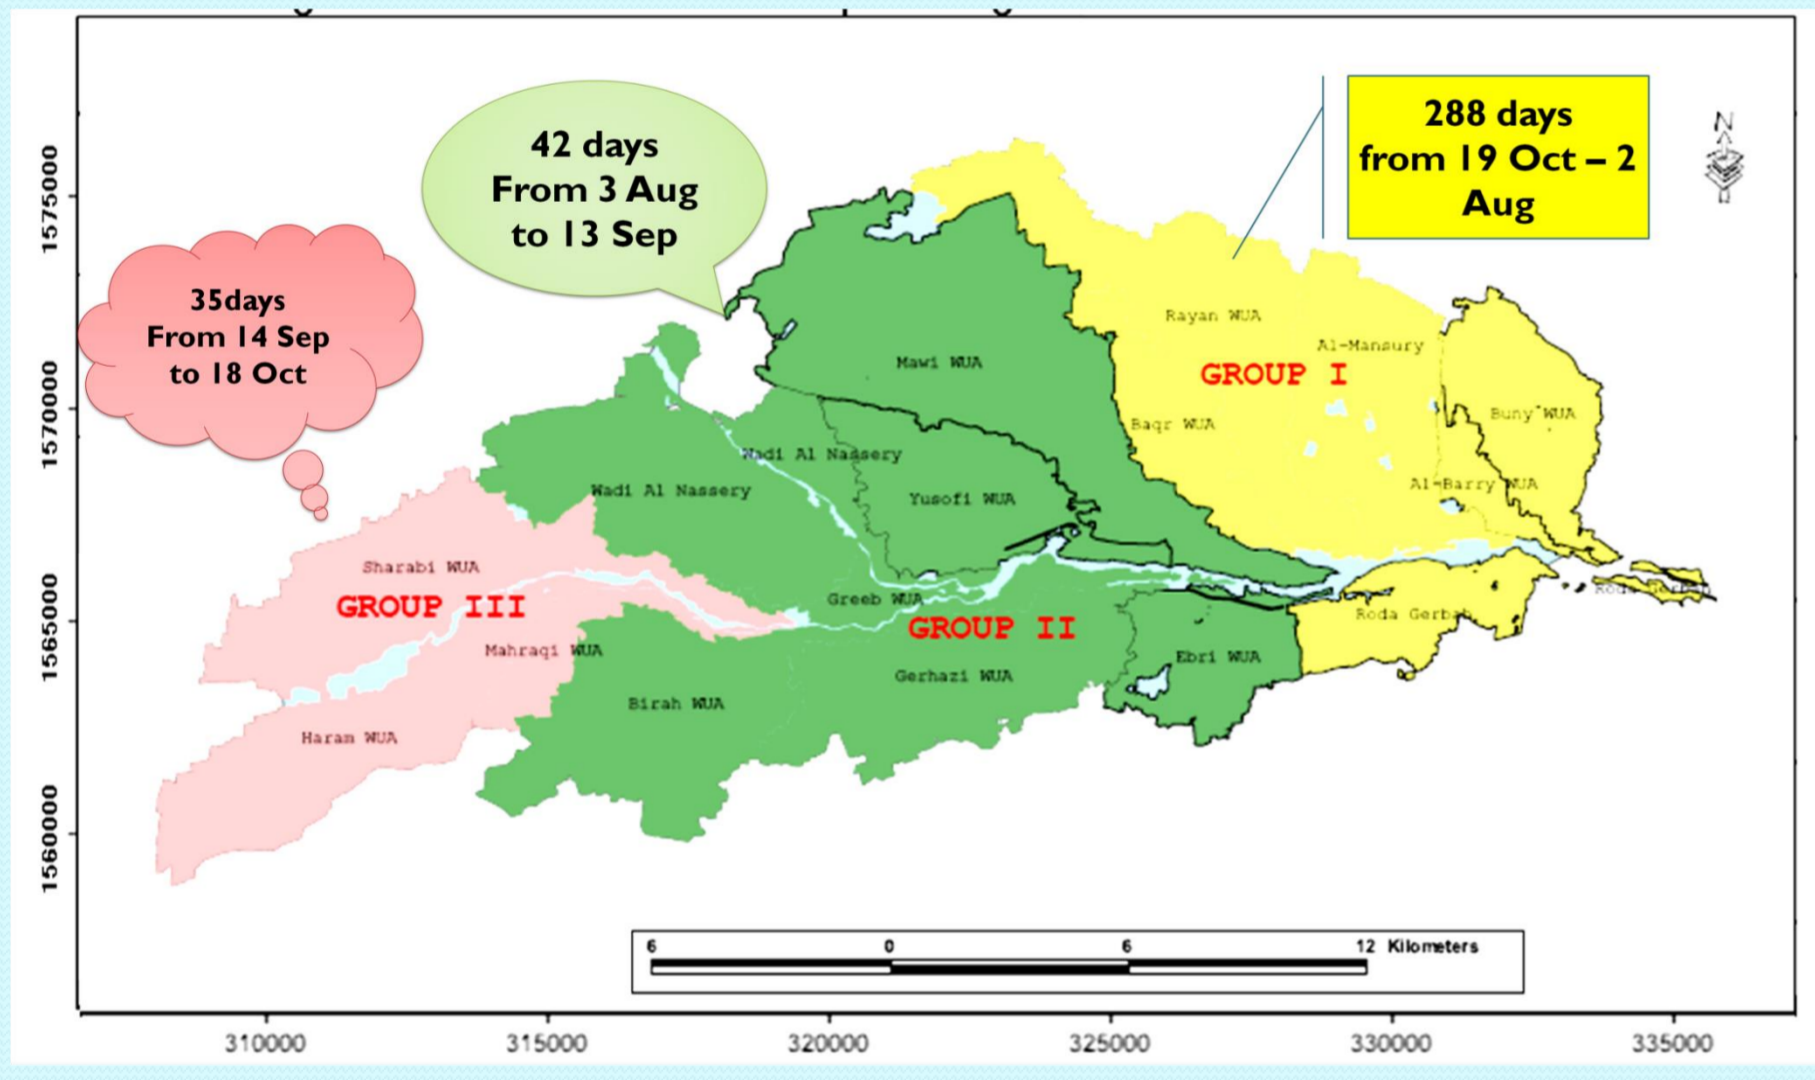 42 days
From 3 Aug
to 13 Sep
288 days
from 19 Oct – 2
Aug
N
35days
From 14 Sep
to 18 Oct
1575000
1570000
1565000
1560000
Rayan WUA
Al-Mansury
Mawi WUA
GROUP I
Buny WUA
Baqr WUA
Wadi Al Nassery
Al-Barry WUA
Wadi Al Nassery
Yusofi WUA
Sharabi WUA
Roda Gerbah
GROUP III
Greeb WUA
Roda Gerbah
GROUP II
Mahraqi WUA
Ebri WUA
Gerhazi WUA
Birah WUA
Haram WUA
6 0 6 12 Kilometers
310000 315000 320000 325000 330000 335000